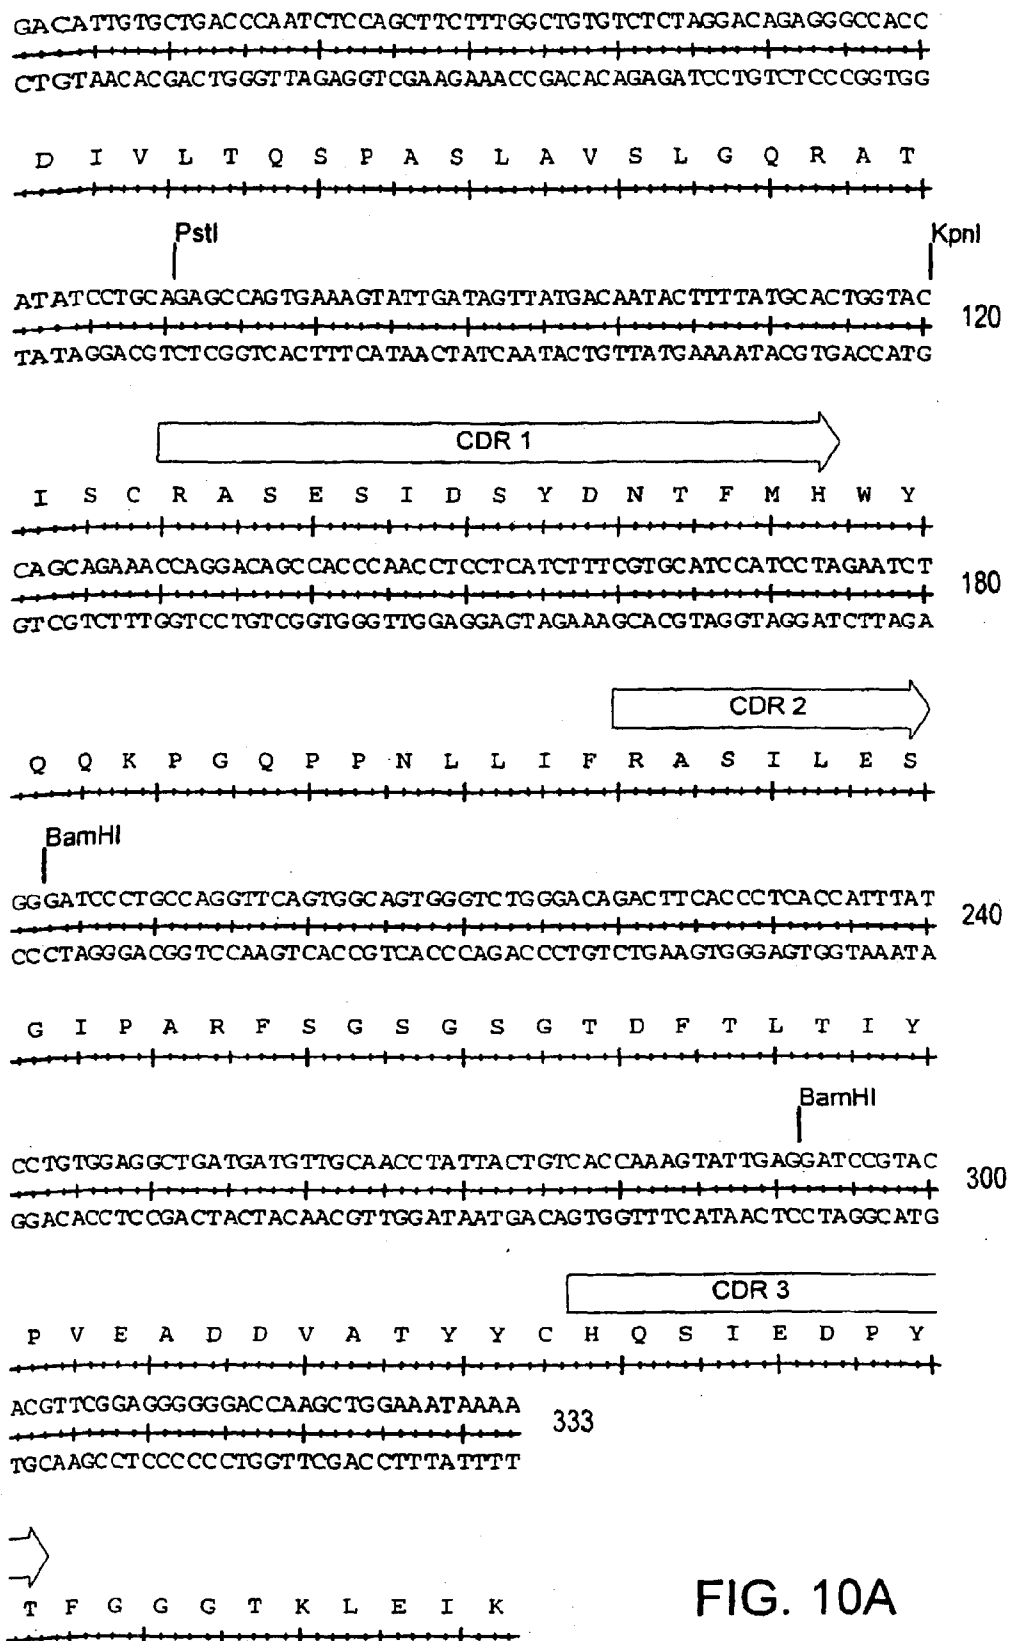 GACATTGTGCTGACCCAATCTCCAGCTTCTTTGGCTGTGTCTCTAGGACAGAGGGCCACC
CTGTAACACGACTGGGTTAGAGGTCGAAGAAACCGACACAGAGATCCTGTCTCCCGGTGG
D I V L T Q S P A S L A V S L G Q R A T
PstI KpnI
ATATCCTGCAGAGCCAGTGAAAGTATTGATAGTTATGACAATACTTTTATGCACTGGTAC
120
TATAGGACGTCTCGGTCACTTTCATAACTATCAATACTGTTATGAAAATACGTGACCATG
CDR 1
I S C R A S E S I D S Y D N T F M H W Y
CAGCAGAAACCAGGACAGCCACCCAACCTCCTCATCTTTCGTGCATCCATCCTAGAATCT
180
GTCGTCTTTGGTCCTGTCGGTGGGTTGGAGGAGTAGAAAGCACGTAGGTAGGATCTTAGA
CDR 2
Q Q K P G Q P P N L L I F R A S I L E S
BamHI
GGGATCCCTGCCAGGTTCAGTGGCAGTGGGTCTGGGACAGACTTCACCCTCACCATTTAT
240
CCCTAGGGACGGTCCAAGTCACCGTCACCCAGACCCTGTCTGAAGTGGGAGTGGTAAATA
G I P A R F S G S G S G T D F T L T I Y
BamHI
CCTGTGGAGGCTGATGATGTTGCAACCTATTACTGTCACCAAAGTATTGAGGATCCGTAC
300
GGACACCTCCGACTACTACAACGTTGGATAATGACAGTGGTTTCATAACTCCTAGGCATG
CDR 3
P V E A D D V A T Y Y C H Q S I E D P Y
ACGTTCGGAGGGGGGACCAAGCTGGAAATAAAA
333
TGCAAGCCTCCCCCCTGGTTCGACCTTTATTTT
T F G G G T K L E I K
FIG. 10A